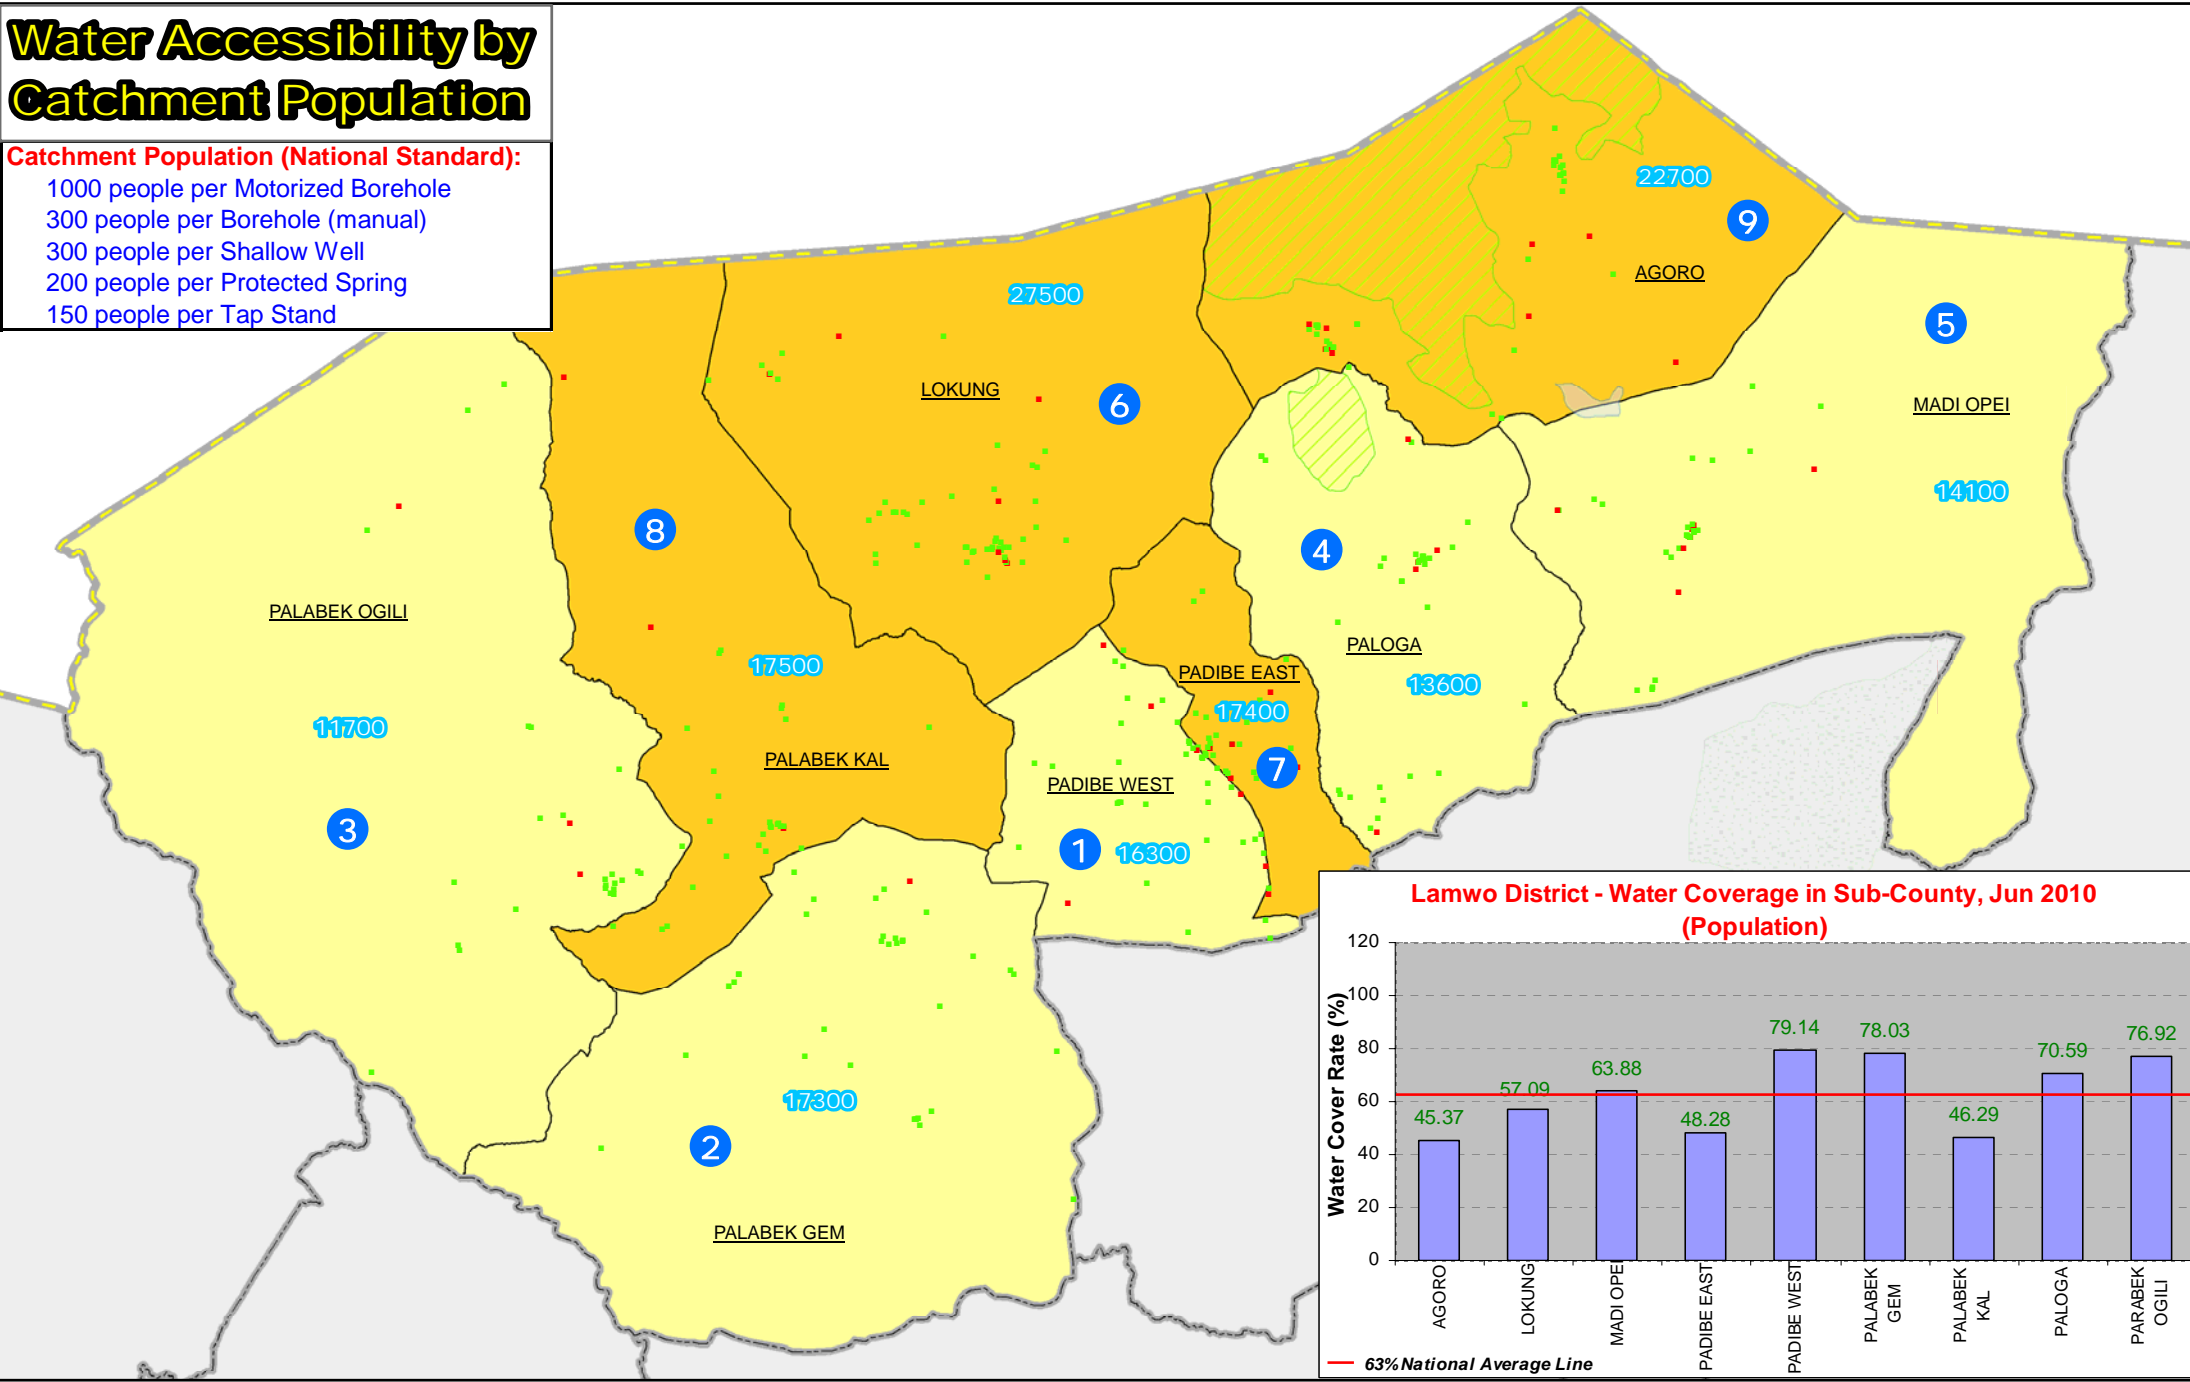 Water Accessibility by
Catchment Population
Catchment Population (National Standard):
1000 people per Motorized Borehole
300 people per Borehole (manual)
300 people per Shallow Well
200 people per Protected Spring
150 people per Tap Stand
22700
9
AGORO
27500
5
LOKUNG
6
MADI OPEI
14100
8
4
PALABEK OGILI
PALOGA
17500
PADIBE EAST
13600
11700
17400
PALABEK KAL
7
PADIBE WEST
3
1
16300
17300
2
PALABEK GEM
Lamwo District - Water Coverage in Sub-County, Jun 2010
(Population)
Water Cover Rate (%)
120
100
80
60
40
20
0
45.37
57.09
63.88
48.28
79.14
78.03
46.29
70.59
76.92
AGORO
LOKUNG
MADI OPEI
PADIBE EAST
PADIBE WEST
PALABEK
GEM
PALABEK
KAL
PALOGA
PARABEK
OGILI
63%National Average Line